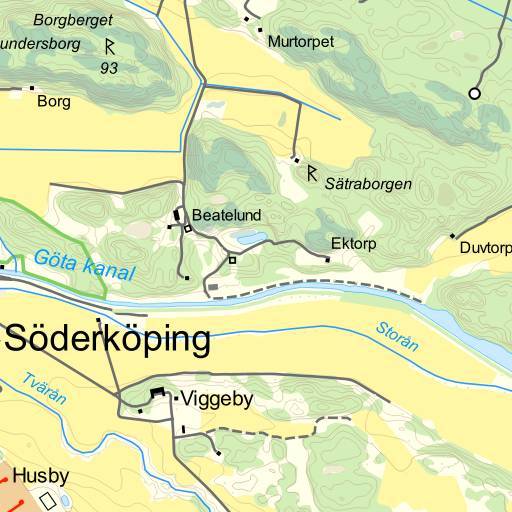 Borgberget
undersborg
93
Murtorpet
Borg
Sätraborgen
Beatelund
Ektorp
Duvtorp
Göta kanal
Söderköping
Storån
Tvärån
Viggeby
Husby